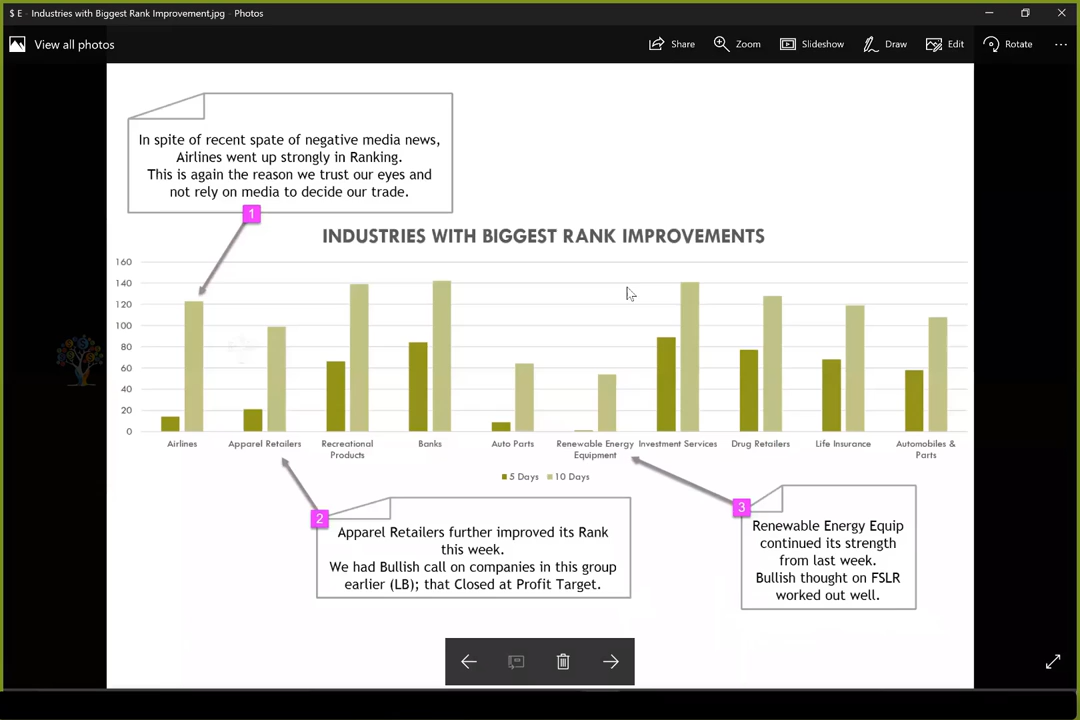 $ E - Industries with Biggest Rank Improvement.jpg - Photos
View all photos
Share
Zoom
Slideshow
Draw
Edit
Rotate
In spite of recent spate of negative media news,
Airlines went up strongly in Ranking.
This is again the reason we trust our eyes and
not rely on media to decide our trade.
1
INDUSTRIES WITH BIGGEST RANK IMPROVEMENTS
160
140
120
100
80
60
40
20
0
Airlines
Apparel Retailers
Recreational
Products
Banks
Auto Parts
Renewable Energy
Equipment
Investment Services
Drug Retailers
Life Insurance
Automobiles &
Parts
5 Days
10 Days
2
Apparel Retailers further improved its Rank
this week.
We had Bullish call on companies in this group
earlier (LB); that Closed at Profit Target.
3
Renewable Energy Equip
continued its strength
from last week.
Bullish thought on FSLR
worked out well.